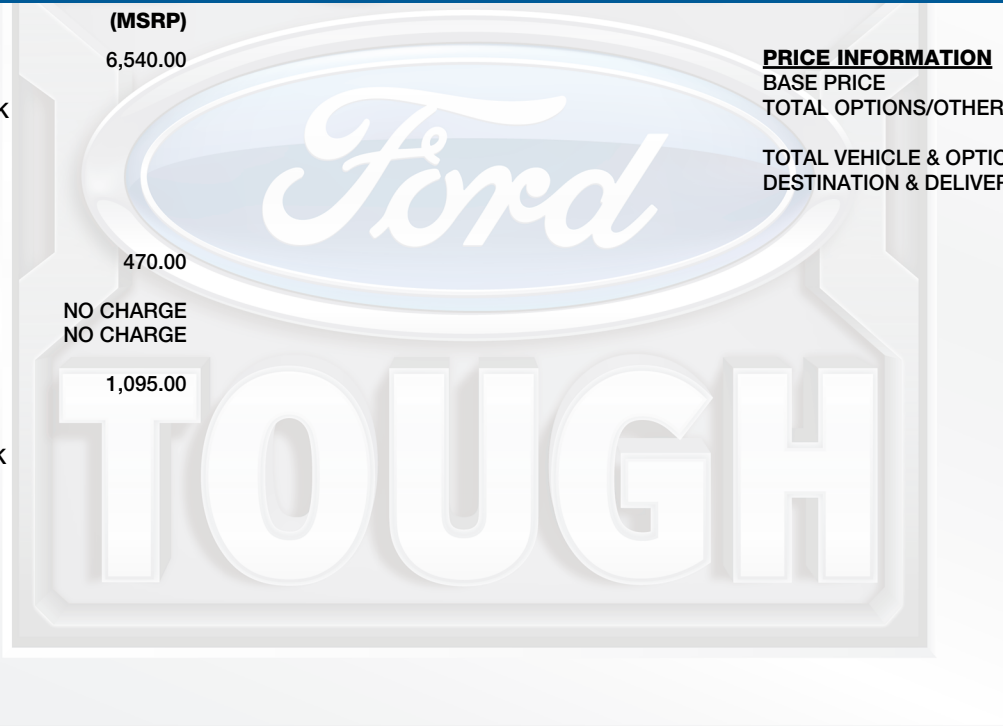 (MSRP)
6,540.00
K
470.00
NO CHARGE
NO CHARGE
1,095.00
K
PRICE INFORMATION
BASE PRICE
TOTAL OPTIONS/OTHER
TOTAL VEHICLE & OPTIO
DESTINATION & DELIVER
Ford
TOUGH